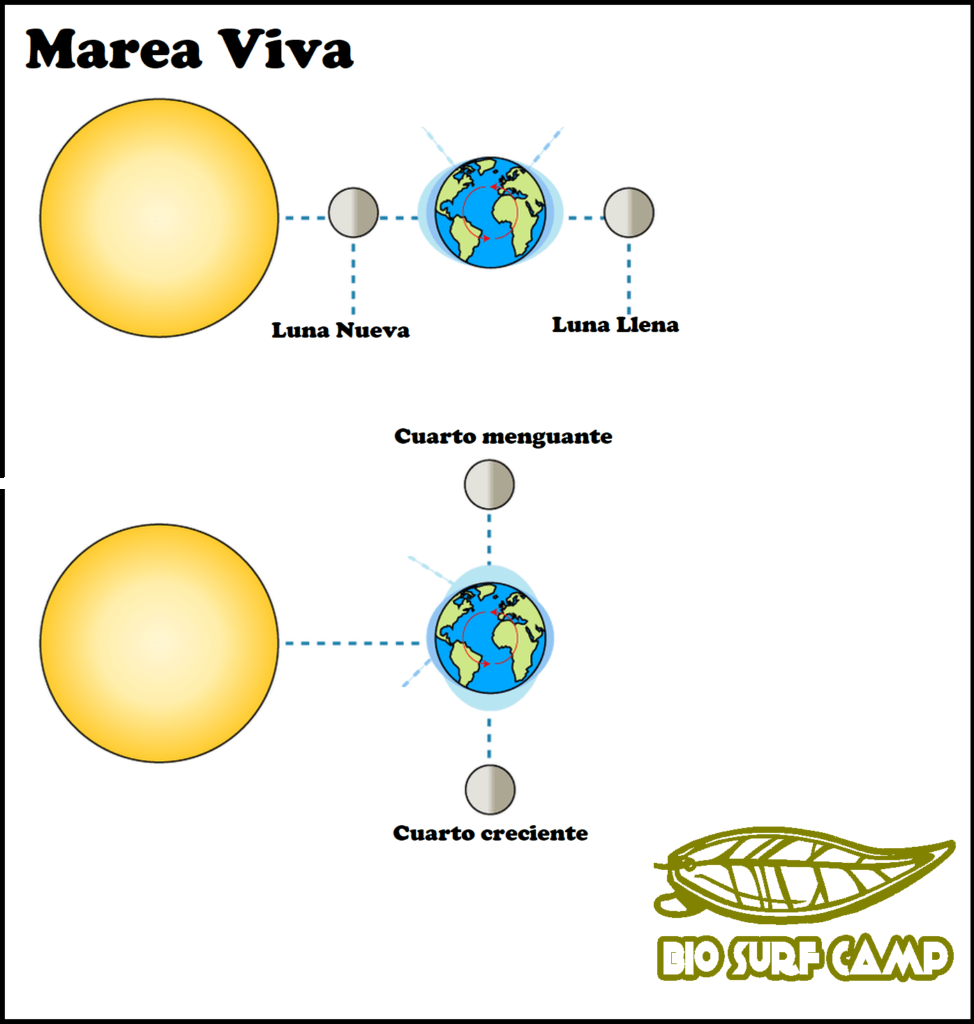 Marea Viva
Luna Nueva
Luna Llena
Cuarto menguante
Cuarto creciente
BIO SURF CAMP